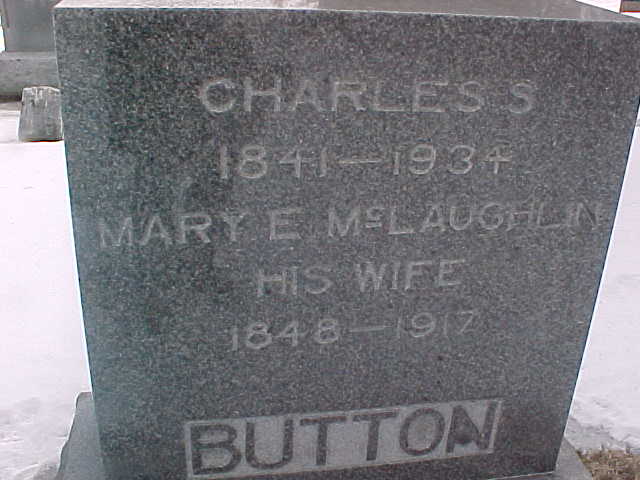 CHARLES S
1841—1934
MARY E. McLAUGHLIN
HIS WIFE
1848—1917
BUTTON